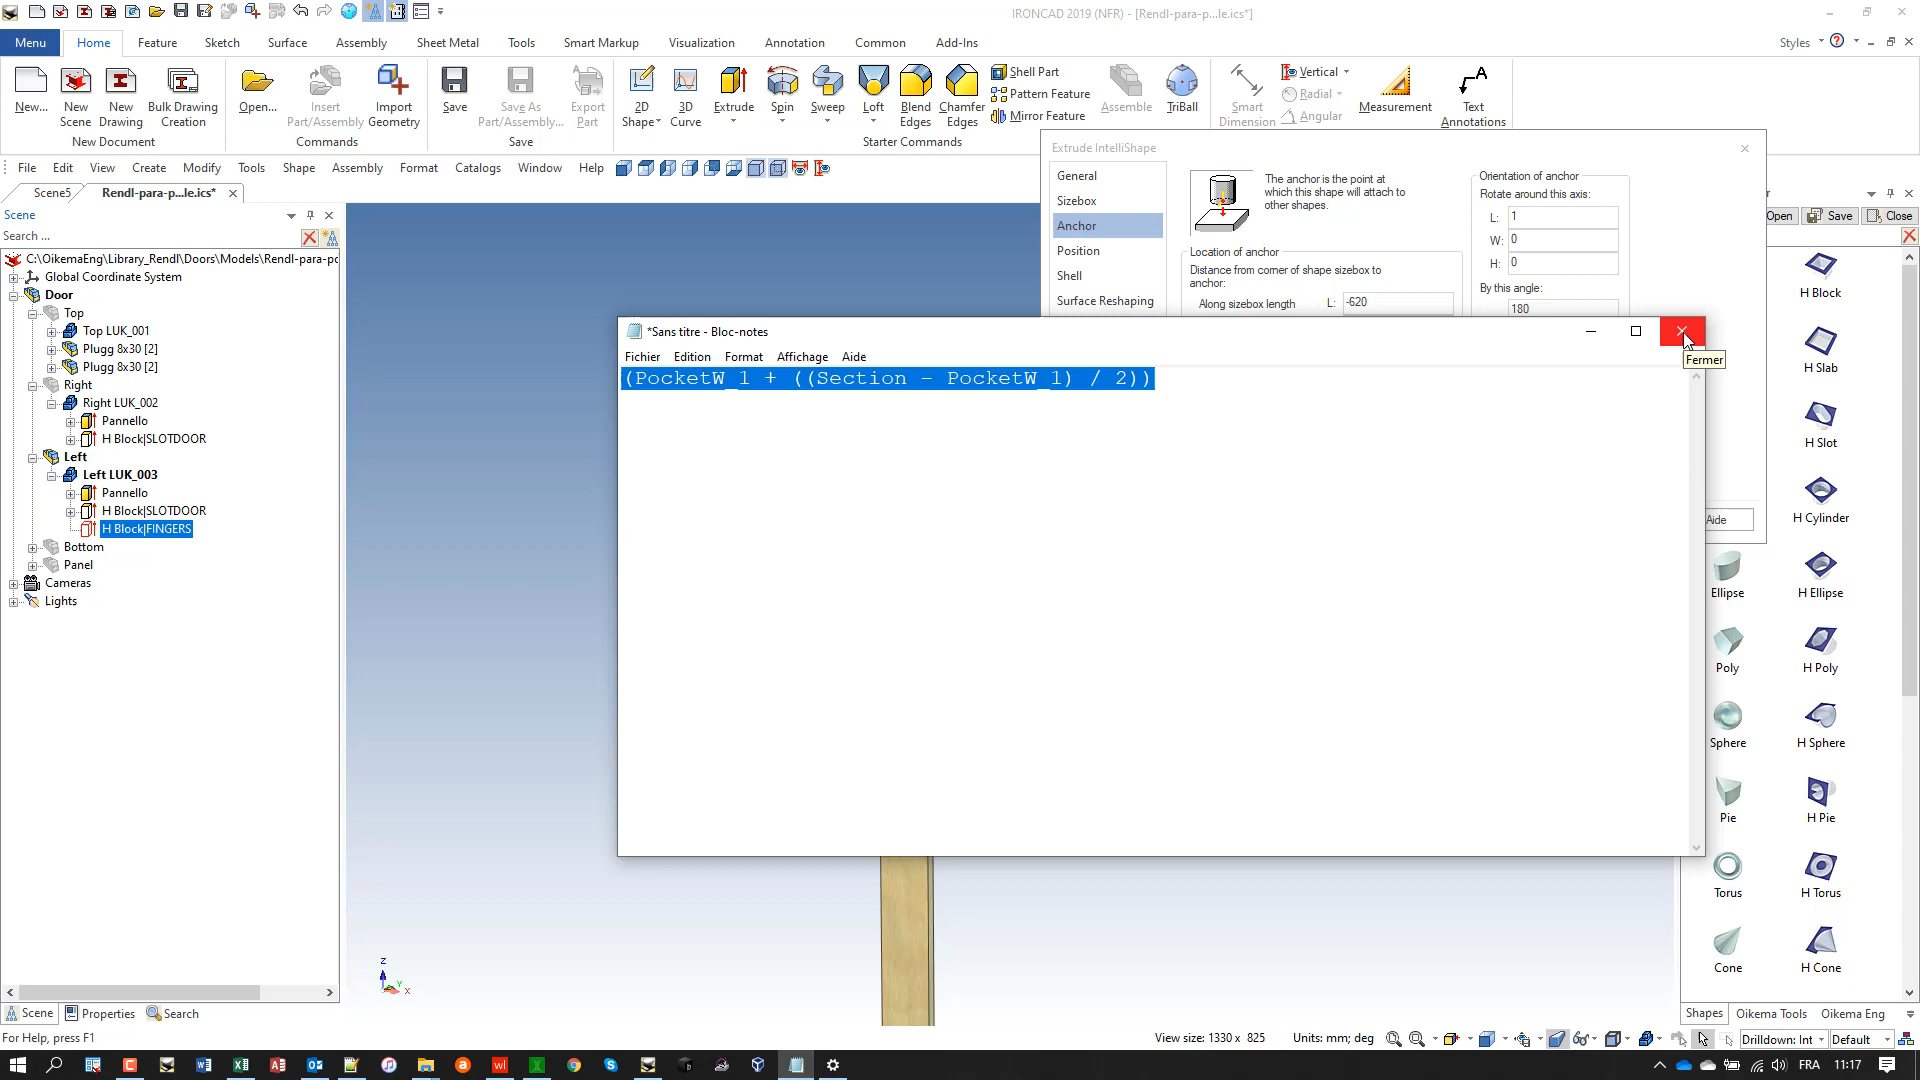 IRONCAD 2019 (NFR) - [Rendl-para-p...le.ics*]
Menu Home Feature Sketch Surface Assembly Sheet Metal Tools Smart Markup Visualization Annotation Common Add-Ins Styles
New... New Scene New Drawing Bulk Drawing Creation Open... Insert Part/Assembly Import Geometry Save Save As Part/Assembly... Export Part 2D Shape 3D Curve Extrude Spin Sweep Loft Blend Edges Chamfer Edges Shell Part Pattern Feature Mirror Feature Assemble TriBall Smart Dimension Vertical Radial Angular Measurement Text Annotations
New Document Commands Save Starter Commands
File Edit View Create Modify Tools Shape Assembly Format Catalogs Window Help
Scene5 Rendl-para-p...le.ics*
Scene
Search ...
C:\OikemaEng\Library_Rendl\Doors\Models\Rendl-para-po
Global Coordinate System
Door
Top
Top LUK_001
Plugg 8x30 [2]
Plugg 8x30 [2]
Right
Right LUK_002
Pannello
H Block|SLOTDOOR
Left
Left LUK_003
Pannello
H Block|SLOTDOOR
H Block|FINGERS
Bottom
Panel
Cameras
Lights
Extrude IntelliShape
General
Sizebox
Anchor
Position
Shell
Surface Reshaping
The anchor is the point at
which this shape will attach to
other shapes.
Location of anchor
Distance from corner of shape sizebox to
anchor:
Along sizebox length L: -620
Orientation of anchor
Rotate around this axis:
L: 1
W: 0
H: 0
By this angle:
180
Aide
*Sans titre - Bloc-notes
Fichier Edition Format Affichage Aide
(PocketW_1 + ((Section - PocketW_1) / 2))
Fermer
Open Save Close
H Block
H Slab
H Slot
H Cylinder
Ellipse H Ellipse
Poly H Poly
Sphere H Sphere
Pie H Pie
Torus H Torus
Cone H Cone
Shapes Oikema Tools Oikema Eng
Scene Properties Search
For Help, press F1
View size: 1330 x 825 Units: mm; deg Drilldown: Int Default
FRA 11:17
z
Y
x